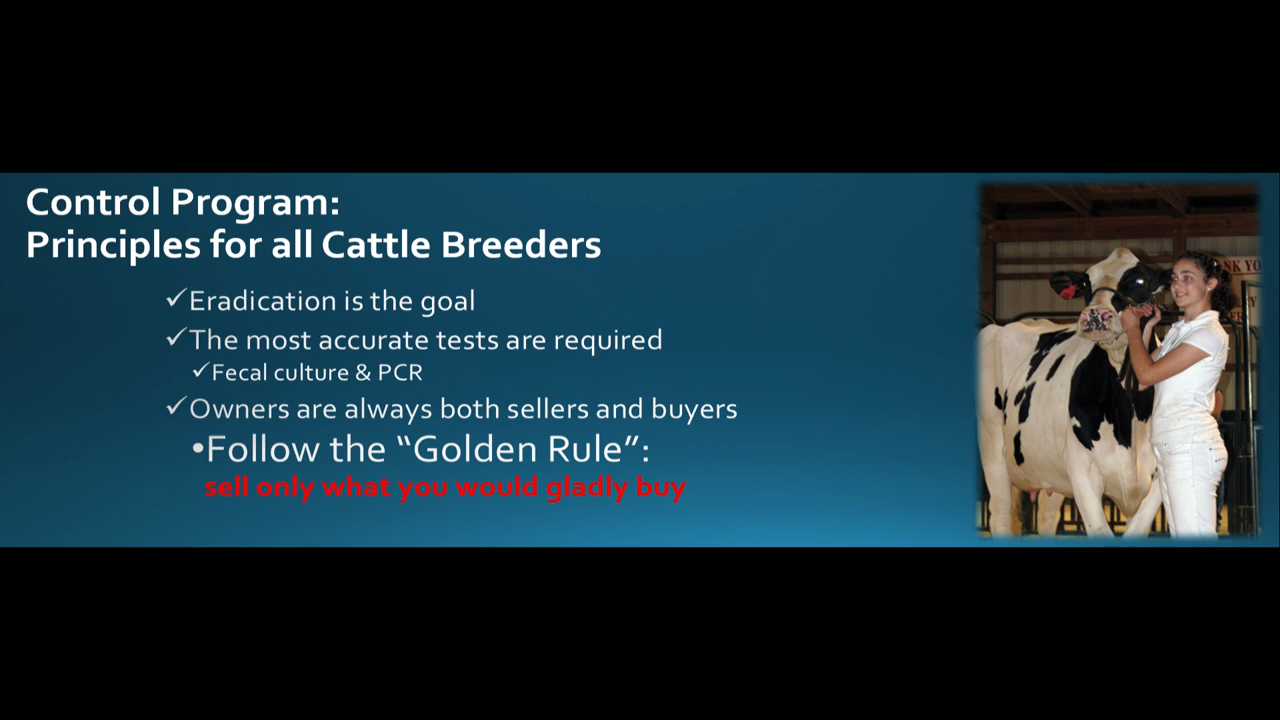 Control Program:
Principles for all Cattle Breeders
✓Eradication is the goal
✓The most accurate tests are required
✓Fecal culture & PCR
✓Owners are always both sellers and buyers
•Follow the “Golden Rule”:
sell only what you would gladly buy
NK YO